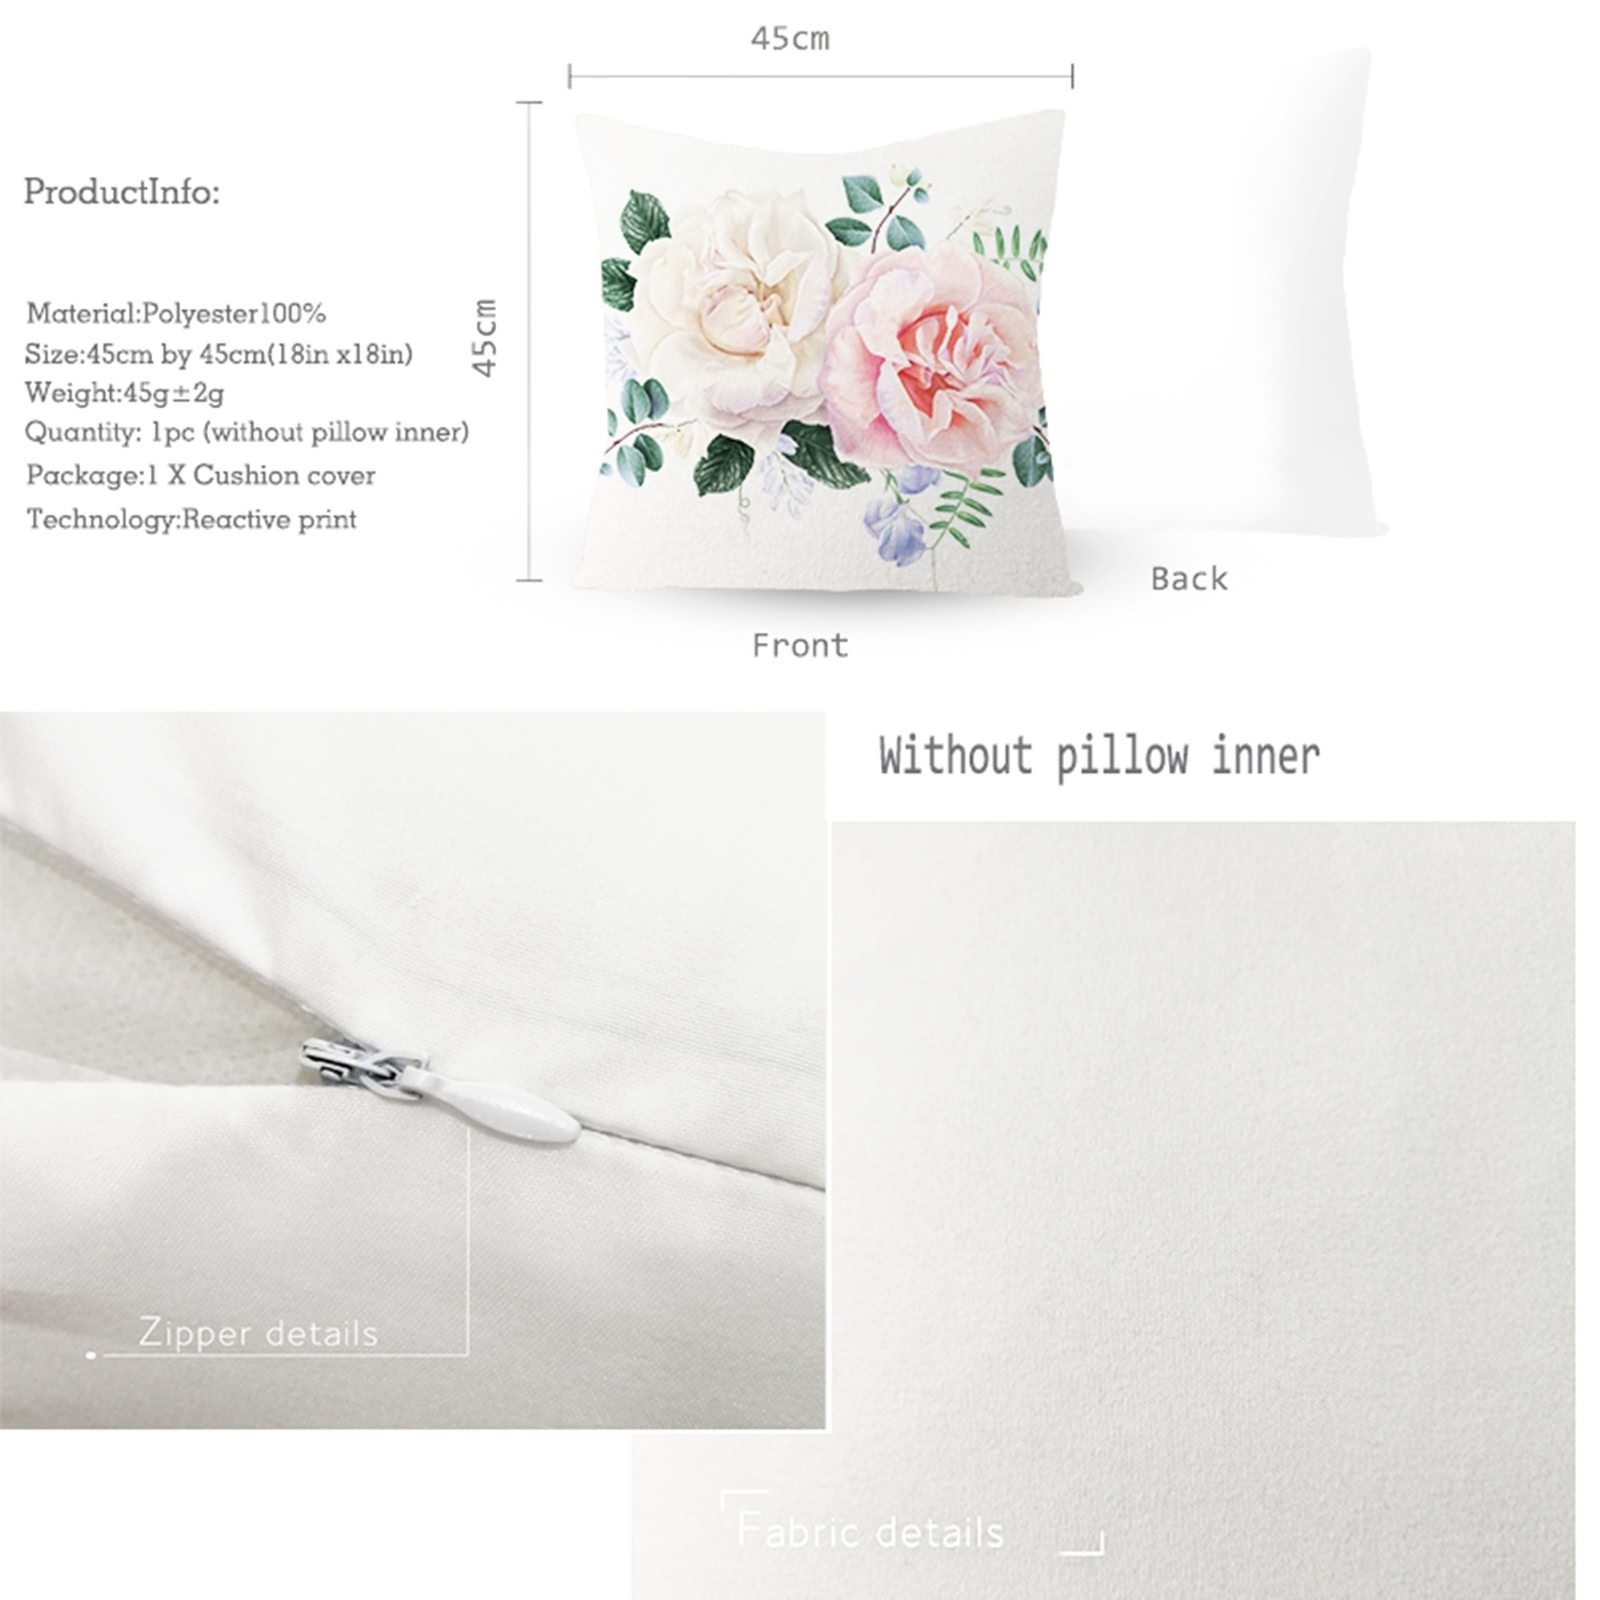 45cm
ProductInfo:
45cm
Material:Polyester100%
Size:45cm by 45cm(18in x18in)
Weight:45g±2g
Quantity: 1pc (without pillow inner)
Package:1 X Cushion cover
Technology:Reactive print
Back
Front
Without pillow inner
Zipper details
Fabric details